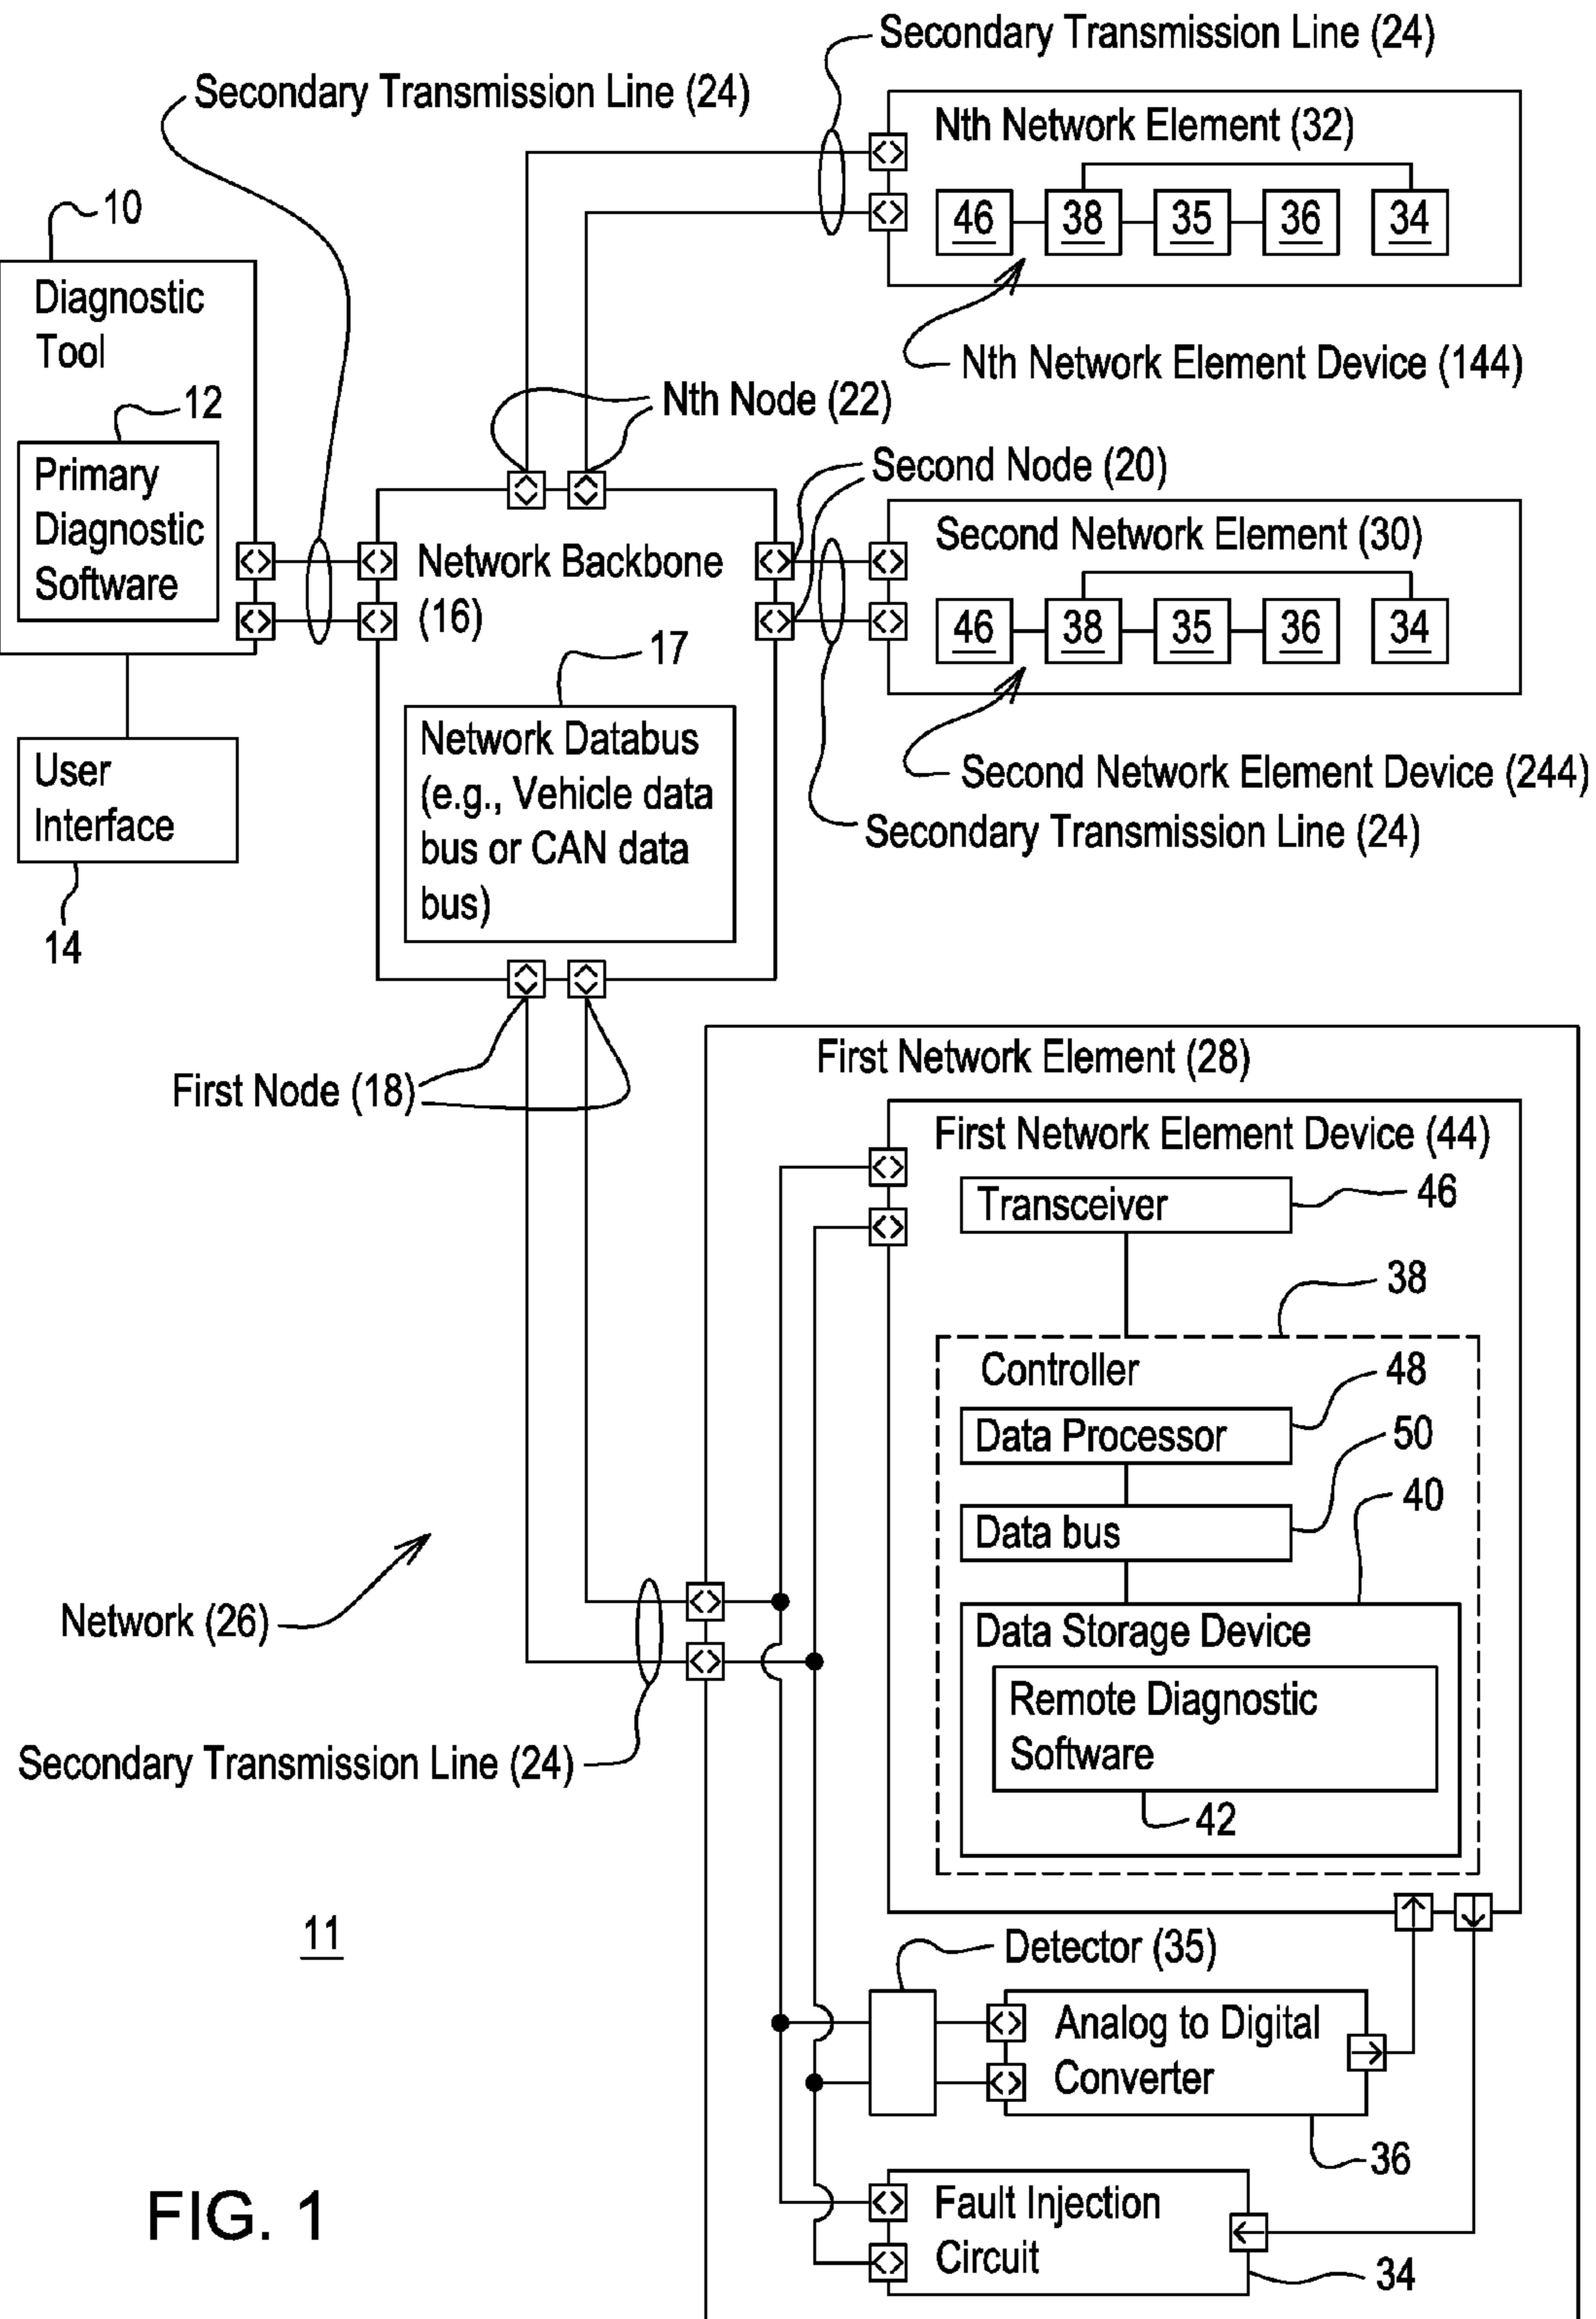 Secondary Transmission Line (24)
Secondary Transmission Line (24)
Nth Network Element (32)
46 38 35 36 34
Nth Network Element Device (144)
10
Diagnostic
Tool
12
Primary
Diagnostic
Software
Nth Node (22)
Second Node (20)
Second Network Element (30)
46 38 35 36 34
Second Network Element Device (244)
Secondary Transmission Line (24)
Network Backbone
(16)
17
Network Databus
(e.g., Vehicle data
bus or CAN data
bus)
User
Interface
14
First Node (18)
First Network Element (28)
First Network Element Device (44)
Transceiver
46
38
Controller
48
Data Processor
50
Data bus
40
Data Storage Device
Remote Diagnostic
Software
42
Network (26)
Secondary Transmission Line (24)
11
Detector (35)
Analog to Digital
Converter
36
Fault Injection
Circuit
34
FIG. 1